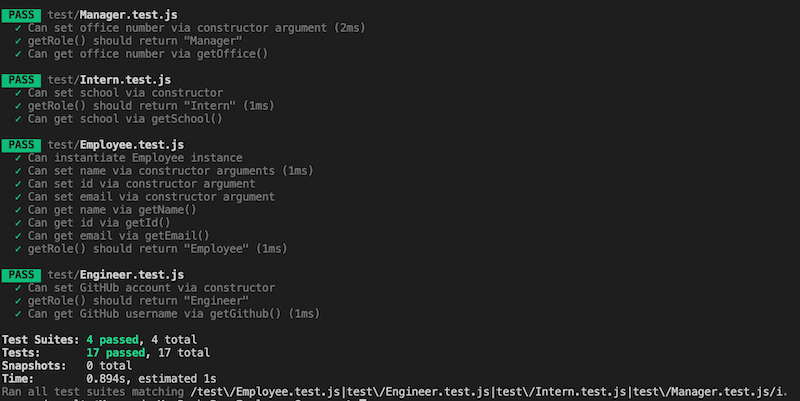 PASS test/Manager.test.js
✓ Can set office number via constructor argument (2ms)
✓ getRole() should return "Manager"
✓ Can get office number via getOffice()
PASS test/Intern.test.js
✓ Can set school via constructor
✓ getRole() should return "Intern" (1ms)
✓ Can get school via getSchool()
PASS test/Employee.test.js
✓ Can instantiate Employee instance
✓ Can set name via constructor arguments (1ms)
✓ Can set id via constructor argument
✓ Can set email via constructor argument
✓ Can get name via getName()
✓ Can get id via getId()
✓ Can get email via getEmail()
✓ getRole() should return "Employee" (1ms)
PASS test/Engineer.test.js
✓ Can set GitHUb account via constructor
✓ getRole() should return "Engineer"
✓ Can get GitHub username via getGithub() (1ms)
Test Suites: 4 passed, 4 total
Tests: 17 passed, 17 total
Snapshots: 0 total
Time: 0.894s, estimated 1s
Ran all test suites matching /test\/Employee.test.js|test\/Engineer.test.js|test\/Intern.test.js|test\/Manager.test.js/i.